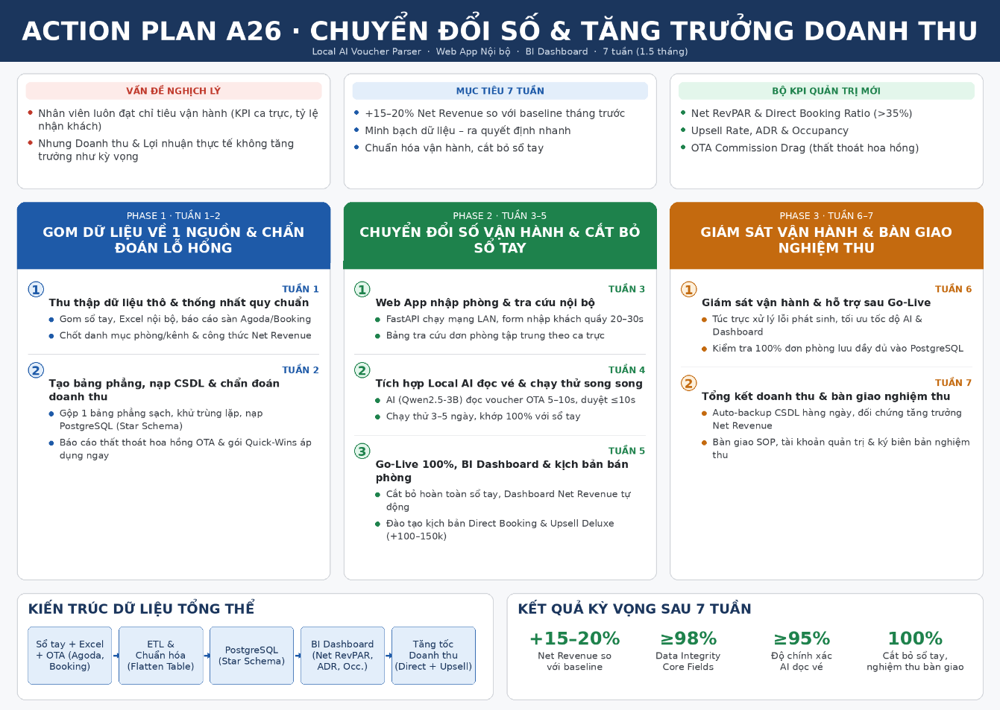 ACTION PLAN A26 · CHUYỂN ĐỔI SỐ & TĂNG TRƯỞNG DOANH THU
Local AI Voucher Parser · Web App Nội bộ · BI Dashboard · 7 tuần (1.5 tháng)
VẤN ĐỀ NGHỊCH LÝ
Nhân viên luôn đạt chỉ tiêu vận hành (KPI ca trực, tỷ lệ
nhận khách)
Nhưng Doanh thu & Lợi nhuận thực tế không tăng
trưởng như kỳ vọng
MỤC TIÊU 7 TUẦN
+15–20% Net Revenue so với baseline tháng trước
Minh bạch dữ liệu – ra quyết định nhanh
Chuẩn hóa vận hành, cắt bỏ sổ tay
BỘ KPI QUẢN TRỊ MỚI
Net RevPAR & Direct Booking Ratio (>35%)
Upsell Rate, ADR & Occupancy
OTA Commission Drag (thất thoát hoa hồng)
PHASE 1 · TUẦN 1–2
GOM DỮ LIỆU VỀ 1 NGUỒN & CHẨN
ĐOÁN LỖ HỔNG
1
TUẦN 1
Thu thập dữ liệu thô & thống nhất quy chuẩn
Gom sổ tay, Excel nội bộ, báo cáo sàn Agoda/Booking
Chốt danh mục phòng/kênh & công thức Net Revenue
2
TUẦN 2
Tạo bảng phẳng, nạp CSDL & chẩn đoán
doanh thu
Gộp 1 bảng phẳng sạch, khử trùng lặp, nạp
PostgreSQL (Star Schema)
Báo cáo thất thoát hoa hồng OTA & gói Quick-Wins áp
dụng ngay
PHASE 2 · TUẦN 3–5
CHUYỂN ĐỔI SỐ VẬN HÀNH & CẮT BỎ
SỔ TAY
1
TUẦN 3
Web App nhập phòng & tra cứu nội bộ
FastAPI chạy mạng LAN, form nhập khách quầy 20–30s
Bảng tra cứu đơn phòng tập trung theo ca trực
2
TUẦN 4
Tích hợp Local AI đọc vé & chạy thử song song
AI (Qwen2.5-3B) đọc voucher OTA 5–10s, duyệt ≤10s
Chạy thử 3–5 ngày, khớp 100% với sổ tay
3
TUẦN 5
Go-Live 100%, BI Dashboard & kịch bản bán
phòng
Cắt bỏ hoàn toàn sổ tay, Dashboard Net Revenue tự
động
Đào tạo kịch bản Direct Booking & Upsell Deluxe
(+100–150k)
PHASE 3 · TUẦN 6–7
GIÁM SÁT VẬN HÀNH & BÀN GIAO
NGHIỆM THU
1
TUẦN 6
Giám sát vận hành & hỗ trợ sau Go-Live
Túc trực xử lý lỗi phát sinh, tối ưu tốc độ AI &
Dashboard
Kiểm tra 100% đơn phòng lưu đầy đủ vào PostgreSQL
2
TUẦN 7
Tổng kết doanh thu & bàn giao nghiệm thu
Auto-backup CSDL hàng ngày, đối chứng tăng trưởng
Net Revenue
Bàn giao SOP, tài khoản quản trị & ký biên bản nghiệm
thu
KIẾN TRÚC DỮ LIỆU TỔNG THỂ
Sổ tay + Excel
+ OTA (Agoda,
Booking)
ETL &
Chuẩn hóa
(Flatten Table)
PostgreSQL
(Star Schema)
BI Dashboard
(Net RevPAR,
ADR, Occ.)
Tăng tốc
Doanh thu
(Direct + Upsell)
KẾT QUẢ KỲ VỌNG SAU 7 TUẦN
+15–20%
Net Revenue so
với baseline
≥98%
Data Integrity
Core Fields
≥95%
Độ chính xác
AI đọc vé
100%
Cắt bỏ sổ tay,
nghiệm thu bàn giao